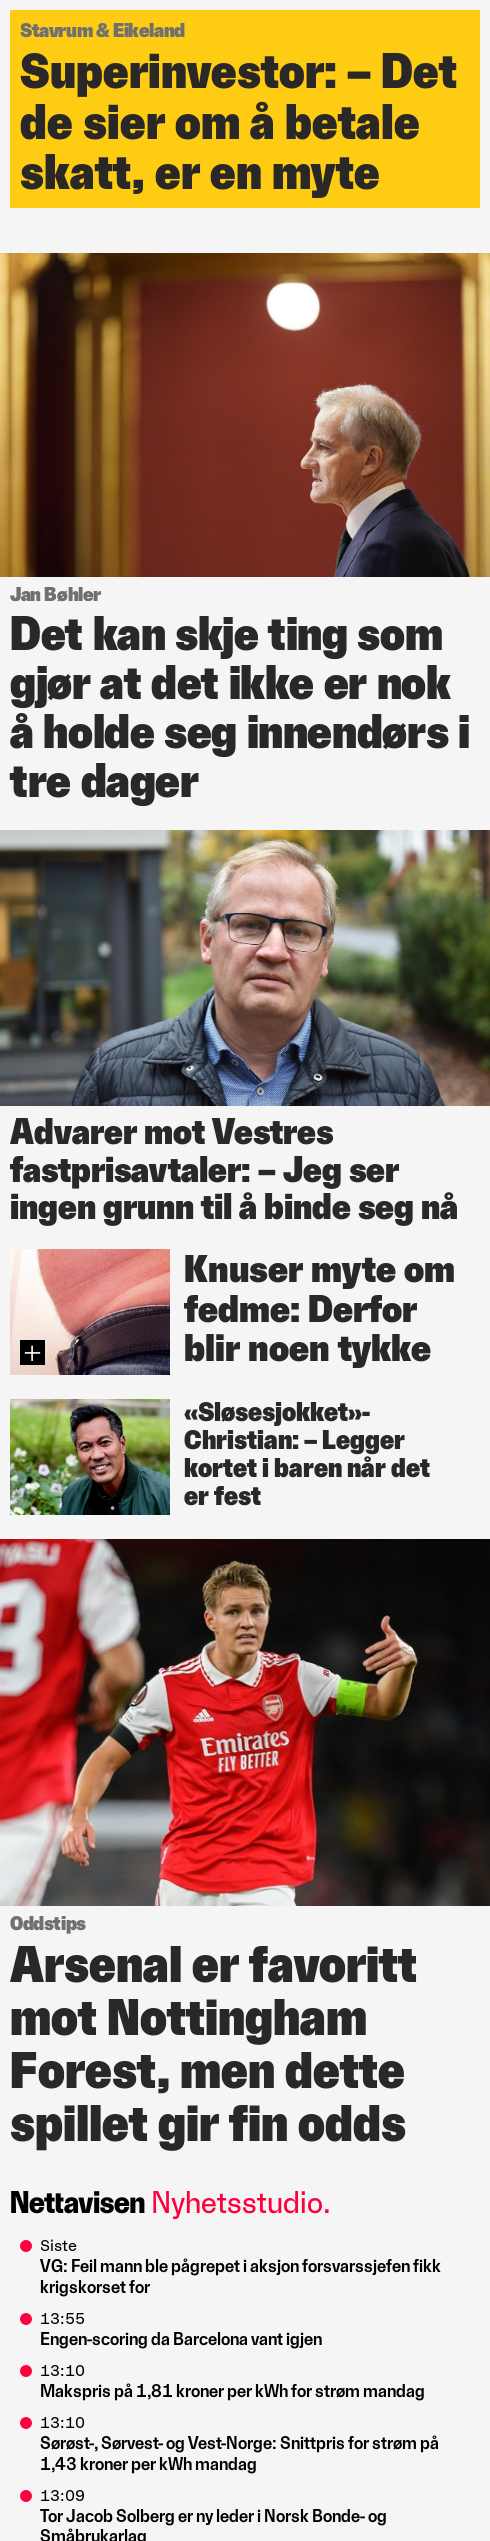 Stavrum & Eikeland
Superinvestor: – Det
de sier om å betale
skatt, er en myte
Jan Bøhler
Det kan skje ting som
gjør at det ikke er nok
å holde seg innendørs i
tre dager
Advarer mot Vestres
fastprisavtaler: – Jeg ser
ingen grunn til å binde seg nå
Knuser myte om
fedme: Derfor
blir noen tykke
«Sløsesjokket»-
Christian: – Legger
kortet i baren når det
er fest
adidas
Arsenal
Emirates
FLY BETTER
Oddstips
Arsenal er favoritt
mot Nottingham
Forest, men dette
spillet gir fin odds
Nettavisen Nyhetsstudio.
Siste
VG: Feil mann ble pågrepet i aksjon forsvarssjefen fikk
krigskorset for
13:55
Engen-scoring da Barcelona vant igjen
13:10
Makspris på 1,81 kroner per kWh for strøm mandag
13:10
Sørøst-, Sørvest- og Vest-Norge: Snittpris for strøm på
1,43 kroner per kWh mandag
13:09
Tor Jacob Solberg er ny leder i Norsk Bonde- og
Småbrukarlag